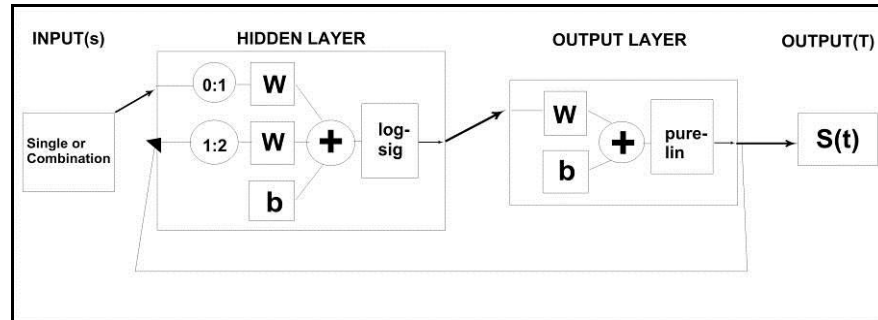 INPUT(s)
HIDDEN LAYER
OUTPUT LAYER
OUTPUT(T)
Single or
Combination
0:1
W
1:2
W
b
+
log-
sig
W
b
+
pure-
lin
S(t)